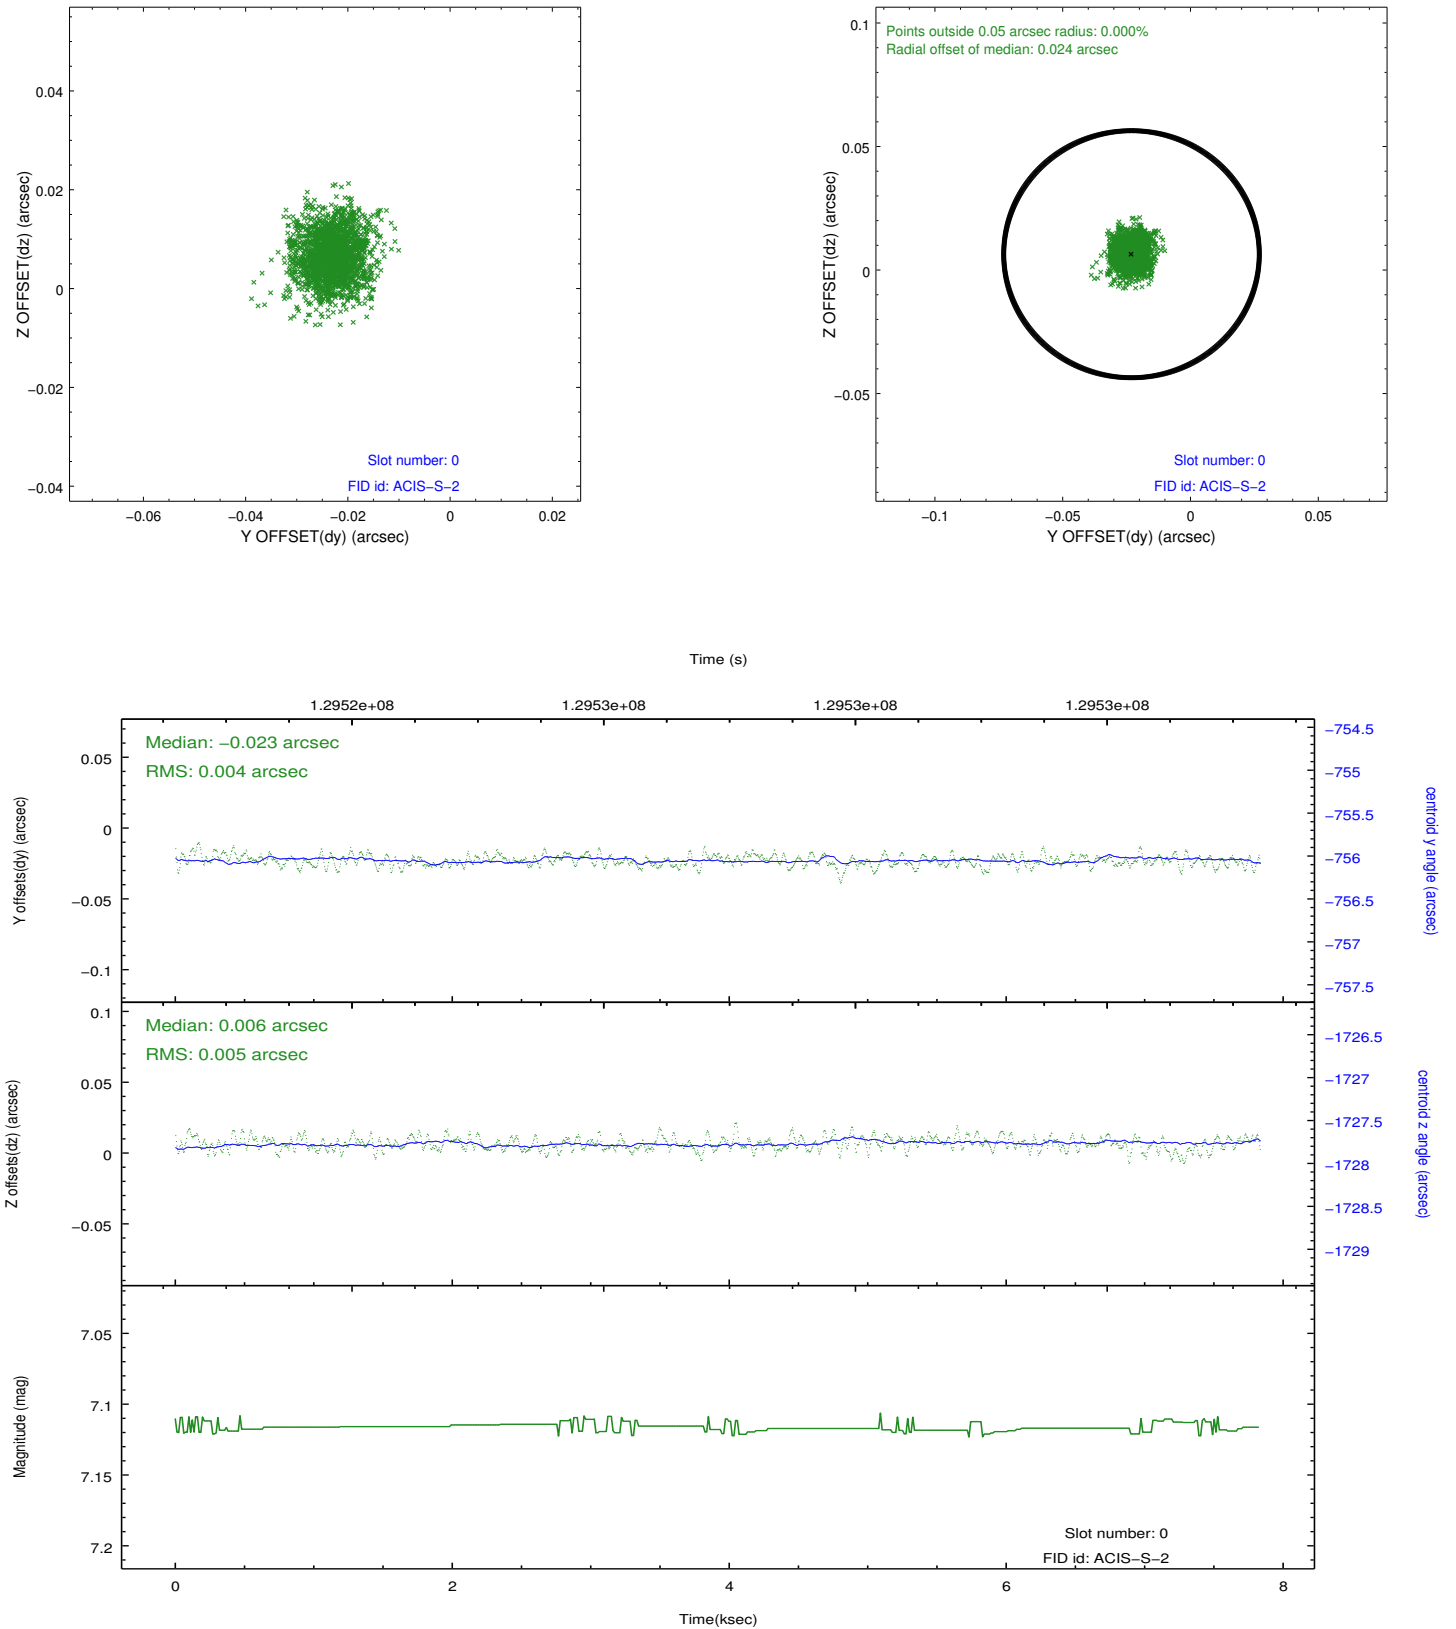 0.04
0.02
0
−0.02
−0.04
Z OFFSET(dz) (arcsec)
Slot number: 0
FID id: ACIS−S−2
−0.06
−0.04
−0.02
0
0.02
Y OFFSET(dy) (arcsec)
Points outside 0.05 arcsec radius: 0.000%
Radial offset of median: 0.024 arcsec
0.1
0.05
0
−0.05
Z OFFSET(dz) (arcsec)
Slot number: 0
FID id: ACIS−S−2
−0.1
−0.05
0
0.05
Y OFFSET(dy) (arcsec)
Time (s)
1.2952e+08
1.2953e+08
1.2953e+08
1.2953e+08
Median: −0.023 arcsec
RMS: 0.004 arcsec
0.05
0
−0.05
−0.1
Y offsets(dy) (arcsec)
−754.5
−755
−755.5
−756
−756.5
−757
−757.5
centroid y angle (arcsec)
Median: 0.006 arcsec
RMS: 0.005 arcsec
0.1
0.05
0
−0.05
Z offsets(dz) (arcsec)
−1726.5
−1727
−1727.5
−1728
−1728.5
−1729
centroid z angle (arcsec)
7.05
7.1
7.15
7.2
Magnitude (mag)
Slot number: 0
FID id: ACIS−S−2
0
2
4
6
8
Time(ksec)